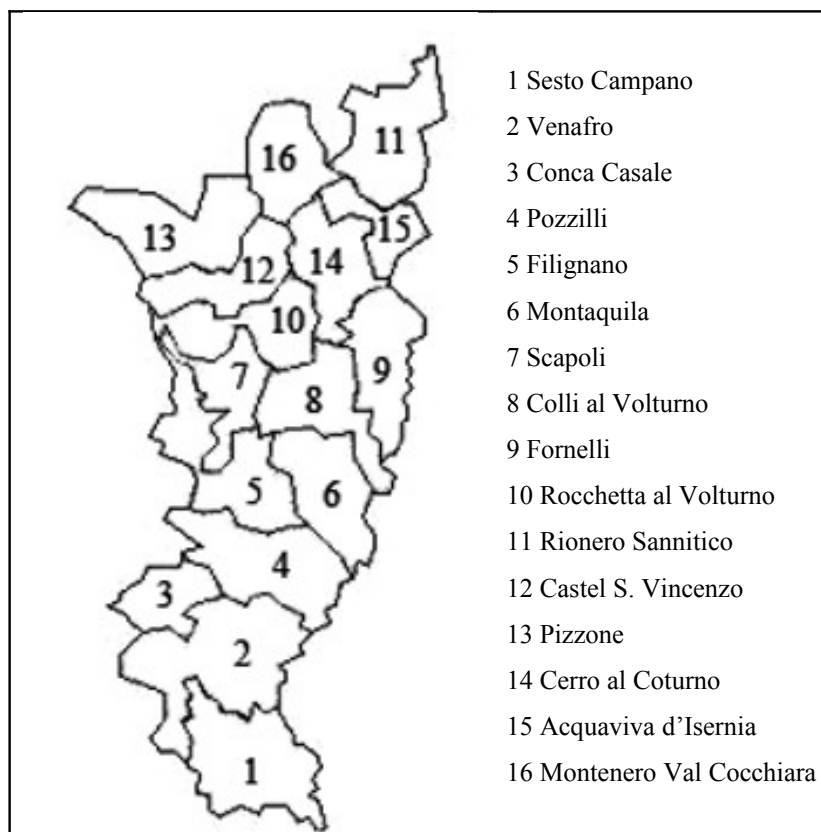 1 Sesto Campano
2 Venafro
3 Conca Casale
4 Pozzilli
5 Filignano
6 Montaquila
7 Scapoli
8 Colli al Volturno
9 Fornelli
10 Rocchetta al Volturno
11 Rionero Sannitico
12 Castel S. Vincenzo
13 Pizzone
14 Cerro al Coturno
15 Acquaviva d’Isernia
16 Montenero Val Cocchiara
11
16
13
15
12
14
10
7
9
8
5
6
4
3
2
1